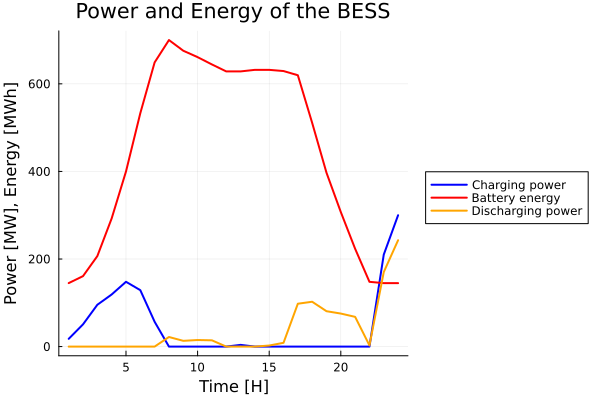 Power and Energy of the BESS
Power [MW], Energy [MWh]
600
400
200
0
5
10
15
20
Time [H]
Charging power
Battery energy
Discharging power